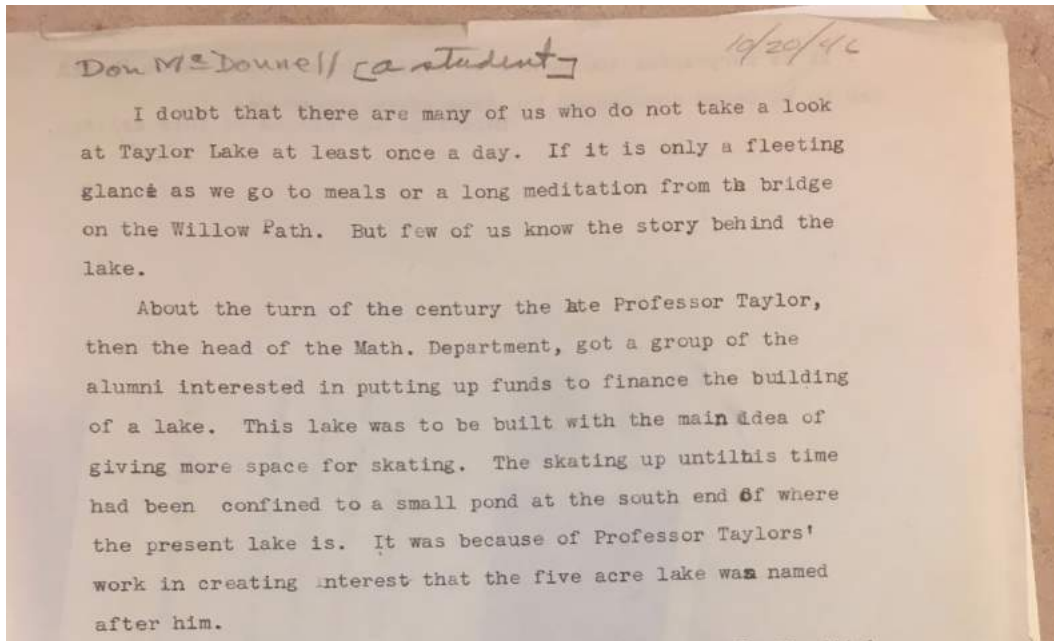 Don McDonnell [a student]
10/20/46
I doubt that there are many of us who do not take a look
at Taylor Lake at least once a day. If it is only a fleeting
glance as we go to meals or a long meditation from th bridge
on the Willow Path. But few of us know the story behind the
lake.
About the turn of the century the late Professor Taylor,
then the head of the Math. Department, got a group of the
alumni interested in putting up funds to finance the building
of a lake. This lake was to be built with the main idea of
giving more space for skating. The skating up untilhis time
had been confined to a small pond at the south end of where
the present lake is. It was because of Professor Taylors'
work in creating interest that the five acre lake was named
after him.